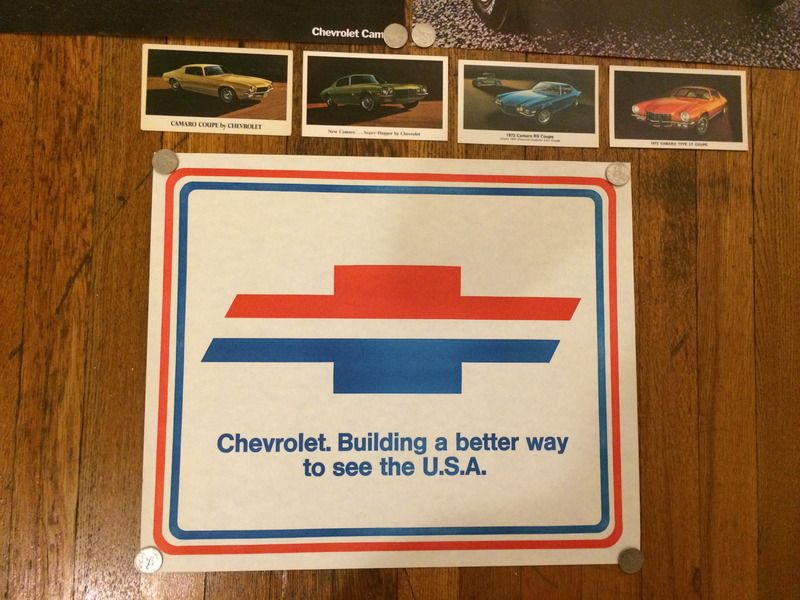 Chevrolet Cam
CAMARO COUPE by CHEVROLET
New Camaro . . . Super-Hugger by Chevrolet
1972 Camaro RS Coupe
1973 CAMARO TYPE LT COUPE
Chevrolet. Building a better way
to see the U.S.A.